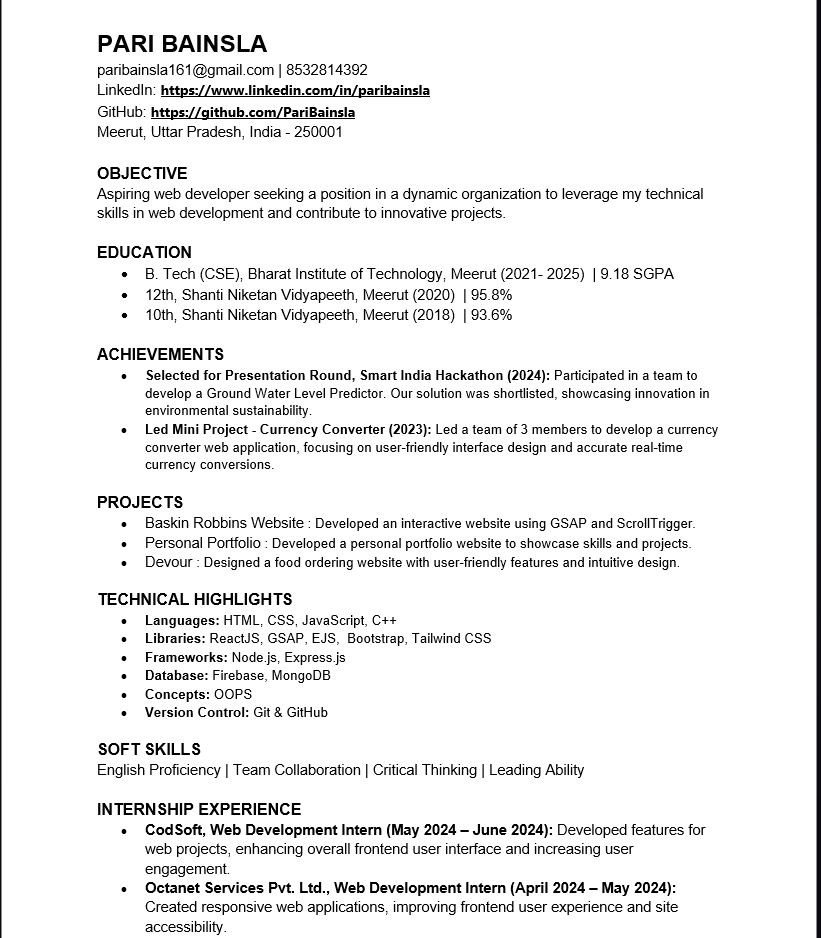 PARI BAINSLA
paribainsla161@gmail.com | 8532814392
LinkedIn: https://www.linkedin.com/in/paribainsla
GitHub: https://github.com/PariBainsla
Meerut, Uttar Pradesh, India - 250001
OBJECTIVE
Aspiring web developer seeking a position in a dynamic organization to leverage my technical
skills in web development and contribute to innovative projects.
EDUCATION
• B. Tech (CSE), Bharat Institute of Technology, Meerut (2021- 2025) | 9.18 SGPA
• 12th, Shanti Niketan Vidyapeeth, Meerut (2020) | 95.8%
• 10th, Shanti Niketan Vidyapeeth, Meerut (2018) | 93.6%
ACHIEVEMENTS
• Selected for Presentation Round, Smart India Hackathon (2024): Participated in a team to
develop a Ground Water Level Predictor. Our solution was shortlisted, showcasing innovation in
environmental sustainability.
• Led Mini Project - Currency Converter (2023): Led a team of 3 members to develop a currency
converter web application, focusing on user-friendly interface design and accurate real-time
currency conversions.
PROJECTS
• Baskin Robbins Website : Developed an interactive website using GSAP and ScrollTrigger.
• Personal Portfolio : Developed a personal portfolio website to showcase skills and projects.
• Devour : Designed a food ordering website with user-friendly features and intuitive design.
TECHNICAL HIGHLIGHTS
• Languages: HTML, CSS, JavaScript, C++
• Libraries: ReactJS, GSAP, EJS, Bootstrap, Tailwind CSS
• Frameworks: Node.js, Express.js
• Database: Firebase, MongoDB
• Concepts: OOPS
• Version Control: Git & GitHub
SOFT SKILLS
English Proficiency | Team Collaboration | Critical Thinking | Leading Ability
INTERNSHIP EXPERIENCE
• CodSoft, Web Development Intern (May 2024 – June 2024): Developed features for
web projects, enhancing overall frontend user interface and increasing user
engagement.
• Octanet Services Pvt. Ltd., Web Development Intern (April 2024 – May 2024):
Created responsive web applications, improving frontend user experience and site
accessibility.